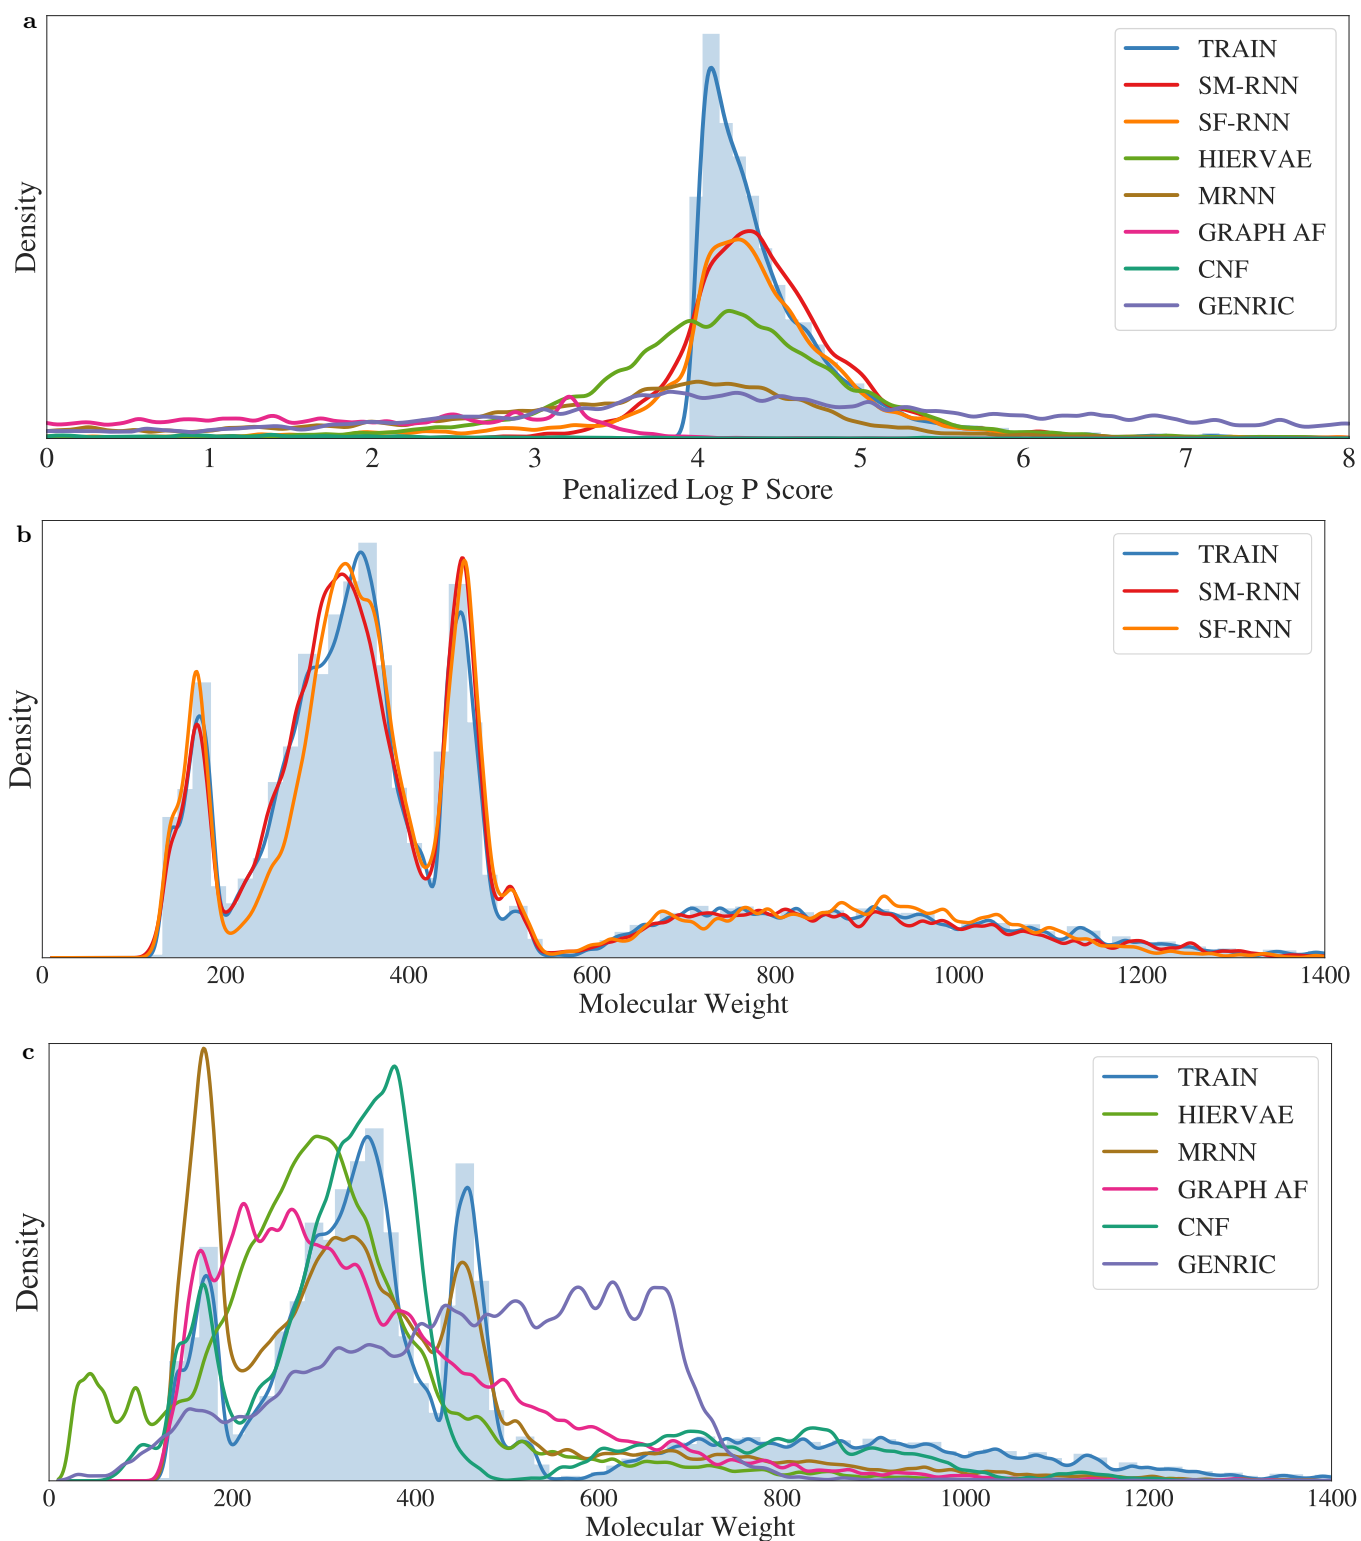 a
Density
TRAIN
SM-RNN
SF-RNN
HIERVAE
MRNN
GRAPH AF
CNF
GENRIC
0 1 2 3 4 5 6 7 8
Penalized Log P Score
b
Density
TRAIN
SM-RNN
SF-RNN
0 200 400 600 800 1000 1200 1400
Molecular Weight
c
Density
TRAIN
HIERVAE
MRNN
GRAPH AF
CNF
GENRIC
0 200 400 600 800 1000 1200 1400
Molecular Weight